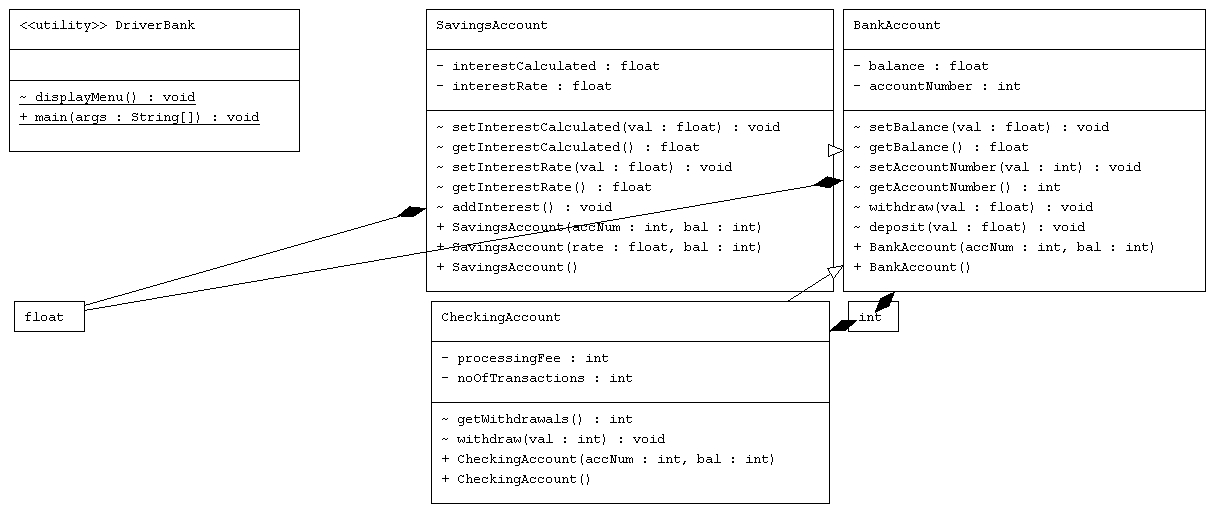 <<utility>> DriverBank
~ displayMenu() : void
+ main(args : String[]) : void
SavingsAccount
- interestCalculated : float
- interestRate : float
~ setInterestCalculated(val : float) : void
~ getInterestCalculated() : float
~ setInterestRate(val : float) : void
~ getInterestRate() : float
~ addInterest() : void
+ SavingsAccount(accNum : int, bal : int)
+ SavingsAccount(rate : float, bal : int)
+ SavingsAccount()
BankAccount
- balance : float
- accountNumber : int
~ setBalance(val : float) : void
~ getBalance() : float
~ setAccountNumber(val : int) : void
~ getAccountNumber() : int
~ withdraw(val : float) : void
~ deposit(val : float) : void
+ BankAccount(accNum : int, bal : int)
+ BankAccount()
float
CheckingAccount
- processingFee : int
- noOfTransactions : int
~ getWithdrawals() : int
~ withdraw(val : int) : void
+ CheckingAccount(accNum : int, bal : int)
+ CheckingAccount()
int